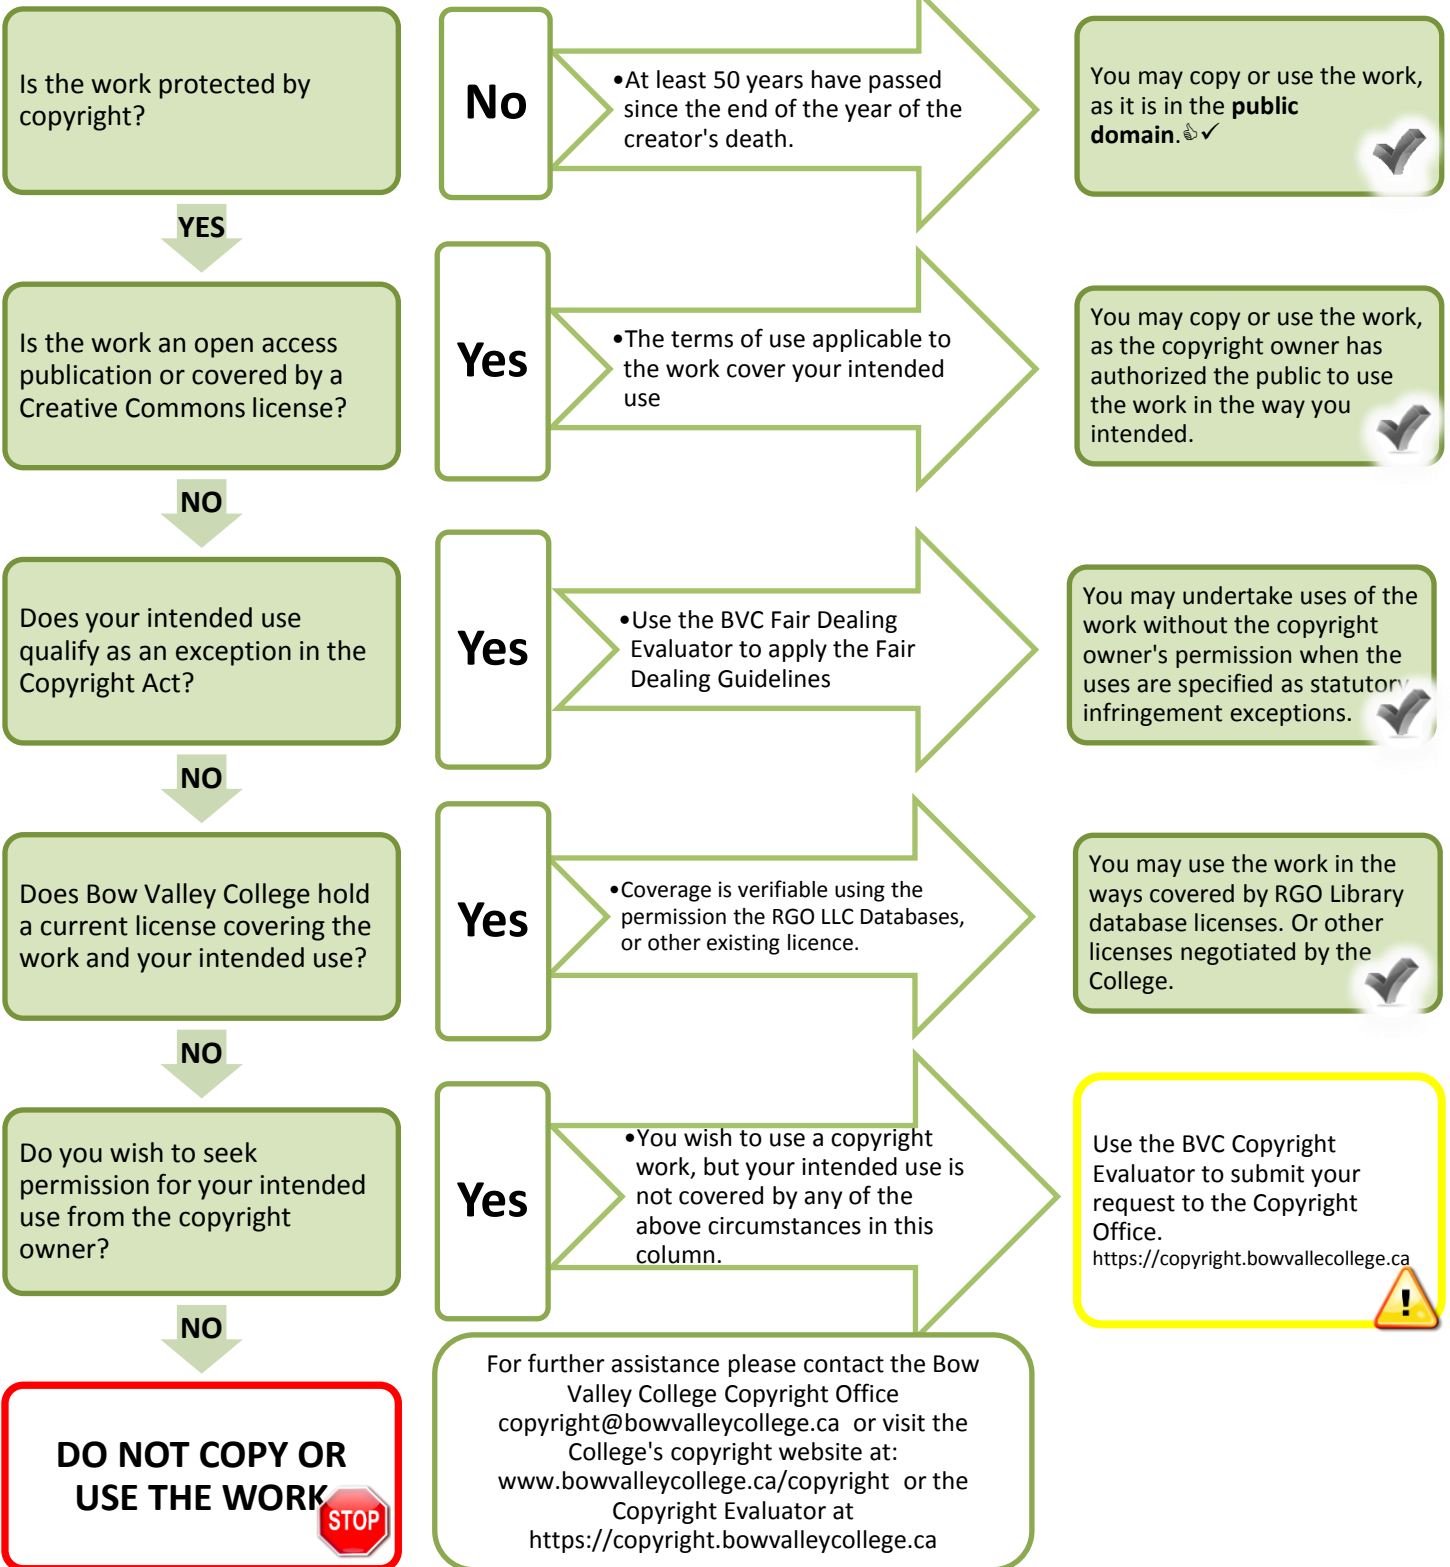 Is the work protected by
copyright?
No
•At least 50 years have passed
since the end of the year of the
creator's death.
You may copy or use the work,
as it is in the public
domain.👍✓
YES
Is the work an open access
publication or covered by a
Creative Commons license?
Yes
•The terms of use applicable to
the work cover your intended
use
You may copy or use the work,
as the copyright owner has
authorized the public to use
the work in the way you
intended.
NO
Does your intended use
qualify as an exception in the
Copyright Act?
Yes
•Use the BVC Fair Dealing
Evaluator to apply the Fair
Dealing Guidelines
You may undertake uses of the
work without the copyright
owner's permission when the
uses are specified as statutory
infringement exceptions.
NO
Does Bow Valley College hold
a current license covering the
work and your intended use?
Yes
•Coverage is verifiable using the
permission the RGO LLC Databases,
or other existing licence.
You may use the work in the
ways covered by RGO Library
database licenses. Or other
licenses negotiated by the
College.
NO
Do you wish to seek
permission for your intended
use from the copyright
owner?
Yes
•You wish to use a copyright
work, but your intended use is
not covered by any of the
above circumstances in this
column.
Use the BVC Copyright
Evaluator to submit your
request to the Copyright
Office.
https://copyright.bowvallecollege.ca
!
NO
DO NOT COPY OR
USE THE WORK
STOP
For further assistance please contact the Bow
Valley College Copyright Office
copyright@bowvalleycollege.ca or visit the
College's copyright website at:
www.bowvalleycollege.ca/copyright or the
Copyright Evaluator at
https://copyright.bowvalleycollege.ca